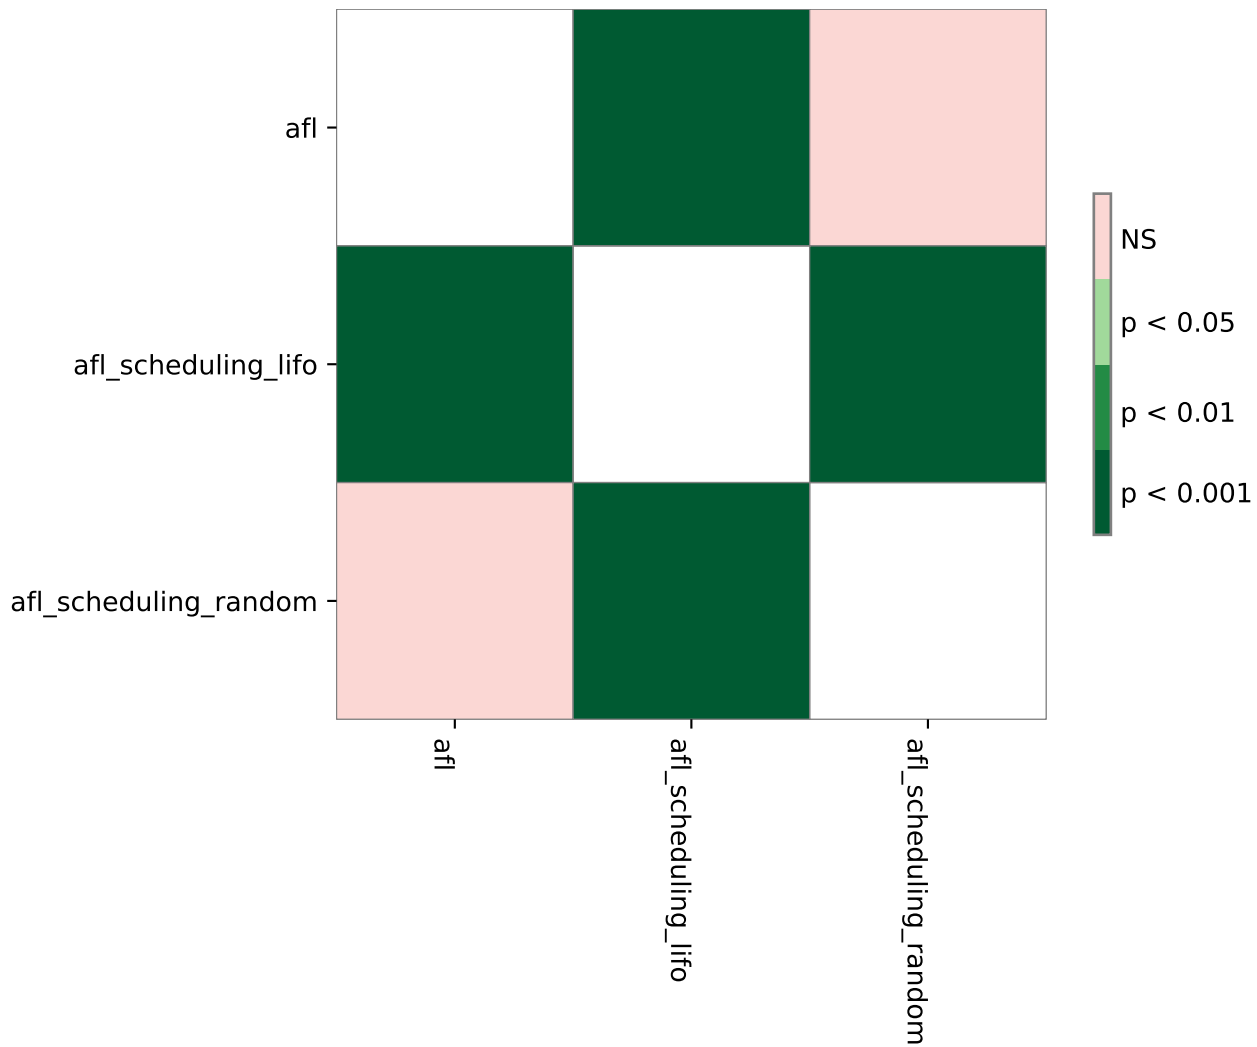 afl
afl_scheduling_lifo
afl_scheduling_random
NS
p < 0.05
p < 0.01
p < 0.001
afl
afl_scheduling_lifo
afl_scheduling_random